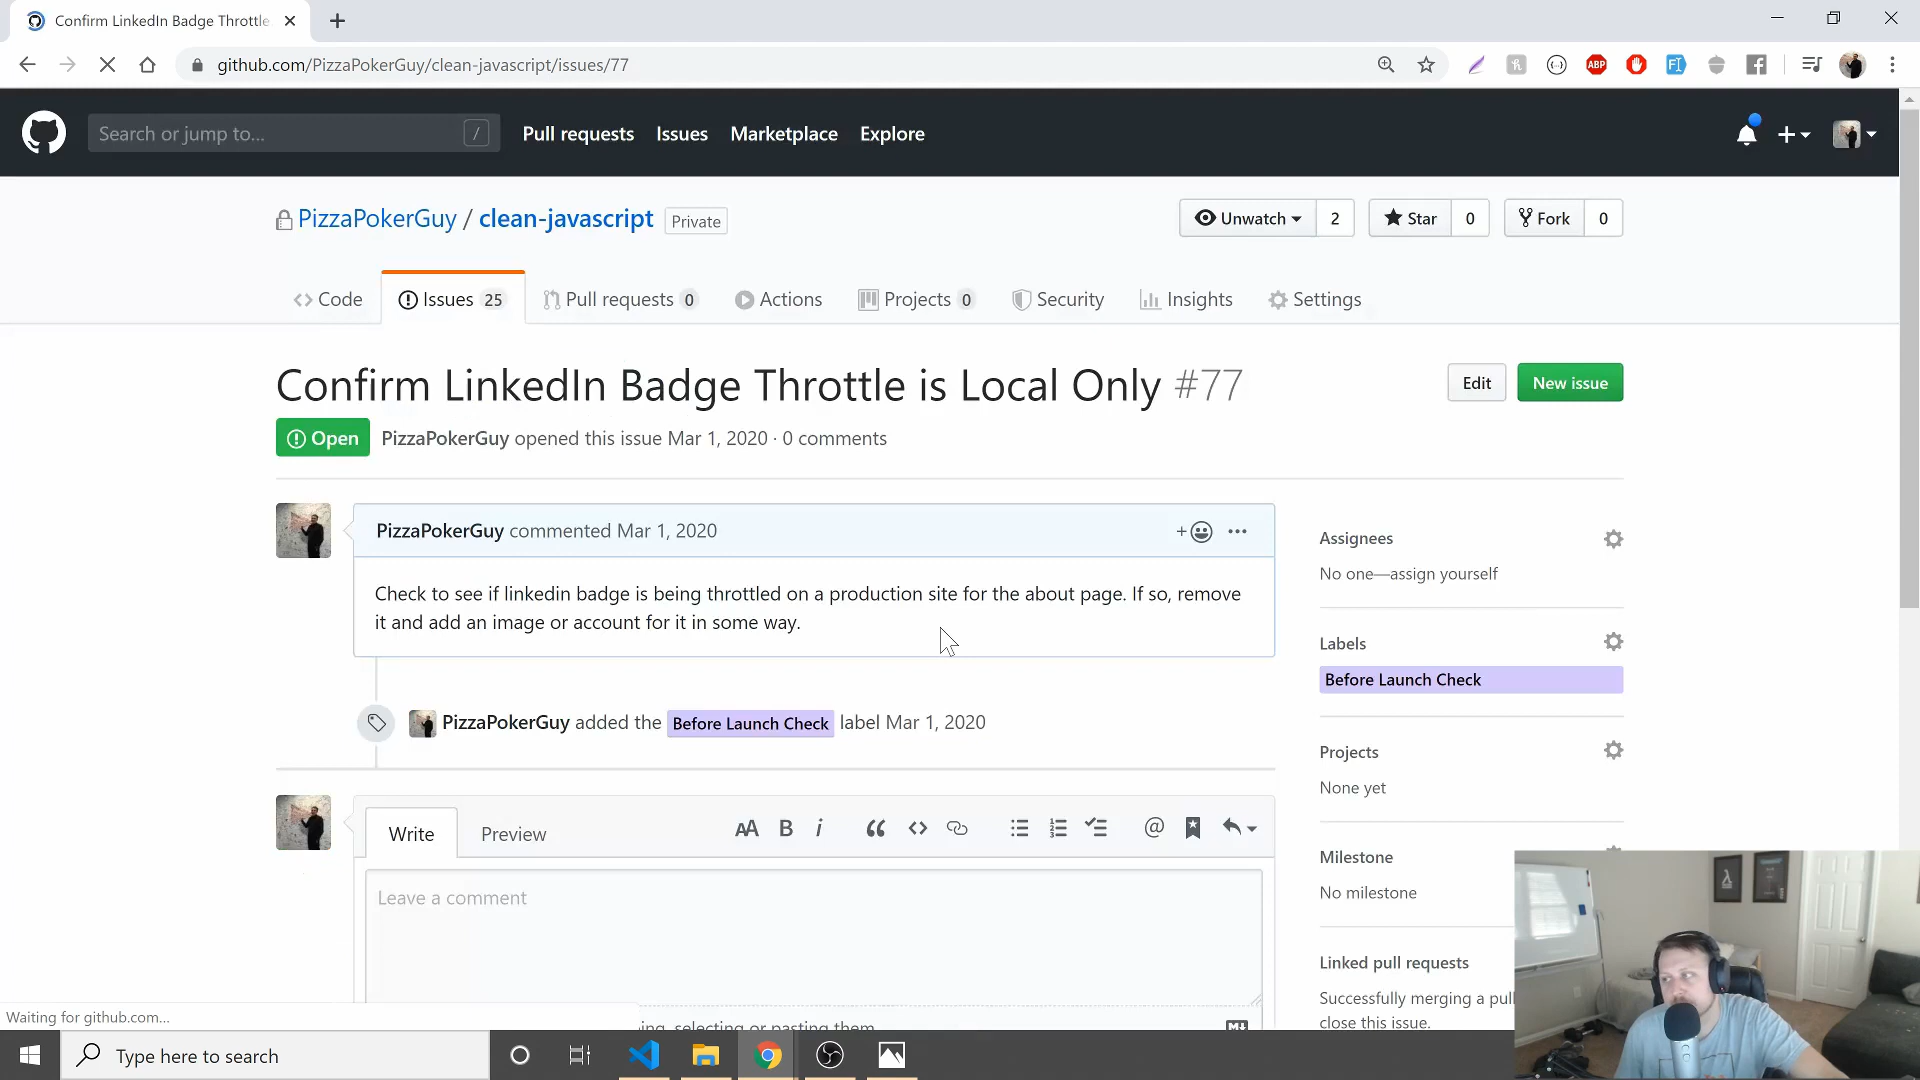 Confirm LinkedIn Badge Throttle
github.com/PizzaPokerGuy/clean-javascript/issues/77
ABP
Search or jump to...
/
Pull requests
Issues
Marketplace
Explore
PizzaPokerGuy / clean-javascript
Private
Unwatch
2
Star
0
Fork
0
Code
Issues 25
Pull requests 0
Actions
Projects 0
Security
Insights
Settings
Confirm LinkedIn Badge Throttle is Local Only #77
Edit
New issue
Open
PizzaPokerGuy opened this issue Mar 1, 2020 · 0 comments
PizzaPokerGuy commented Mar 1, 2020
Check to see if linkedin badge is being throttled on a production site for the about page. If so, remove
it and add an image or account for it in some way.
PizzaPokerGuy added the Before Launch Check label Mar 1, 2020
Write
Preview
Leave a comment
selecting or pasting them
Assignees
No one—assign yourself
Labels
Before Launch Check
Projects
None yet
Milestone
No milestone
Linked pull requests
Successfully merging a pul
close this issue.
Waiting for github.com...
Type here to search